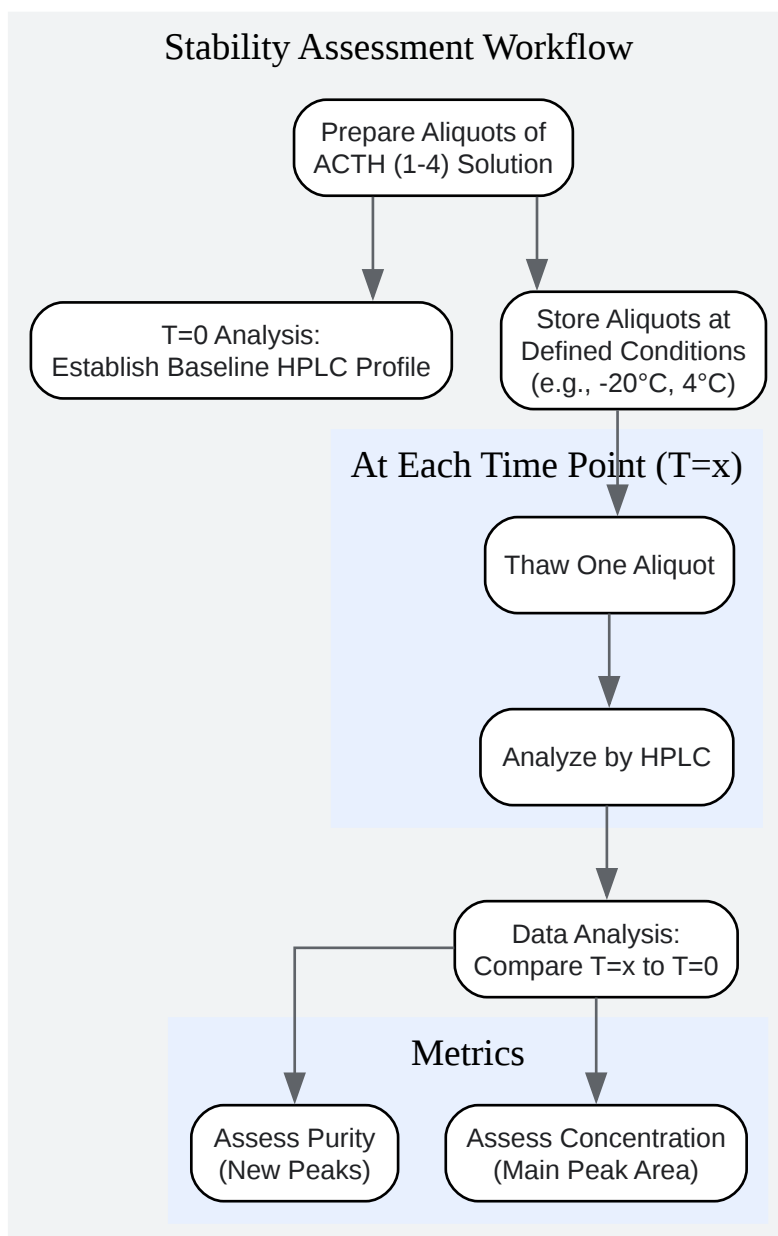 Stability Assessment Workflow
Prepare Aliquots of
ACTH (1-4) Solution
T=0 Analysis:
Establish Baseline HPLC Profile
Store Aliquots at
Defined Conditions
(e.g., -20°C, 4°C)
At Each Time Point (T=x)
Thaw One Aliquot
Analyze by HPLC
Data Analysis:
Compare T=x to T=0
Metrics
Assess Purity
(New Peaks)
Assess Concentration
(Main Peak Area)